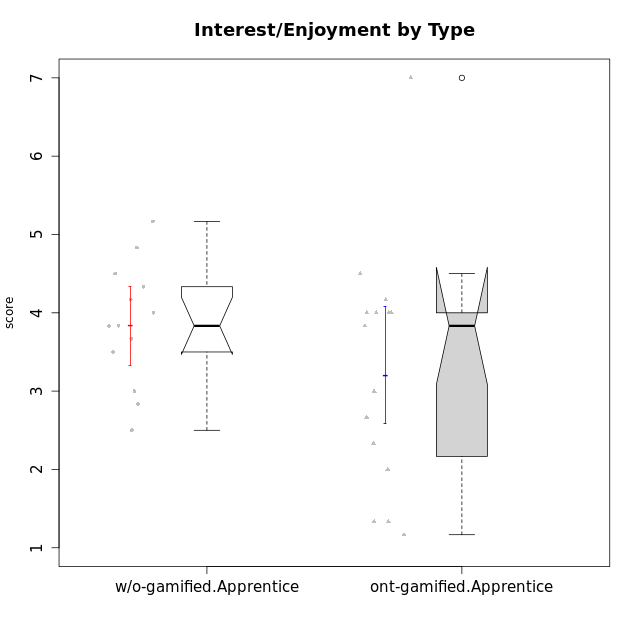 Interest/Enjoyment by Type
score
7
6
5
4
3
2
1
w/o-gamified.Apprentice
ont-gamified.Apprentice